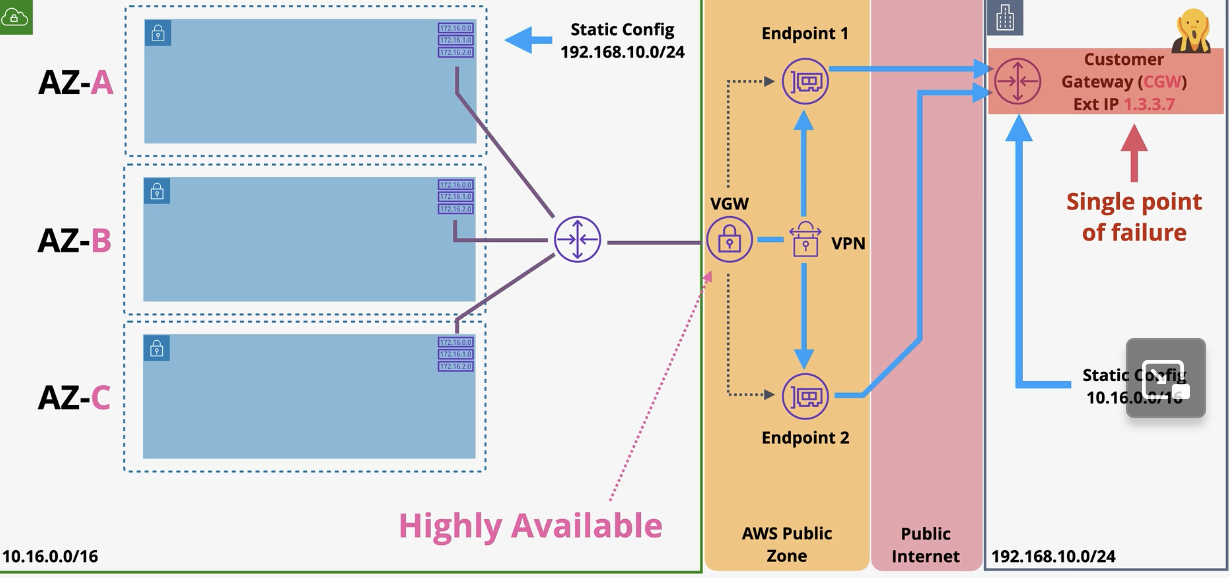 AZ-A
172.16.0.0
172.16.1.0
172.16.2.0
Static Config
192.168.10.0/24
AZ-B
172.16.0.0
172.16.1.0
172.16.2.0
AZ-C
172.16.0.0
172.16.1.0
172.16.2.0
Highly Available
10.16.0.0/16
Endpoint 1
VGW
VPN
Endpoint 2
AWS Public
Zone
Public
Internet
Customer
Gateway (CGW)
Ext IP 1.3.3.7
Single point
of failure
Static Config
10.16.0.0/16
192.168.10.0/24